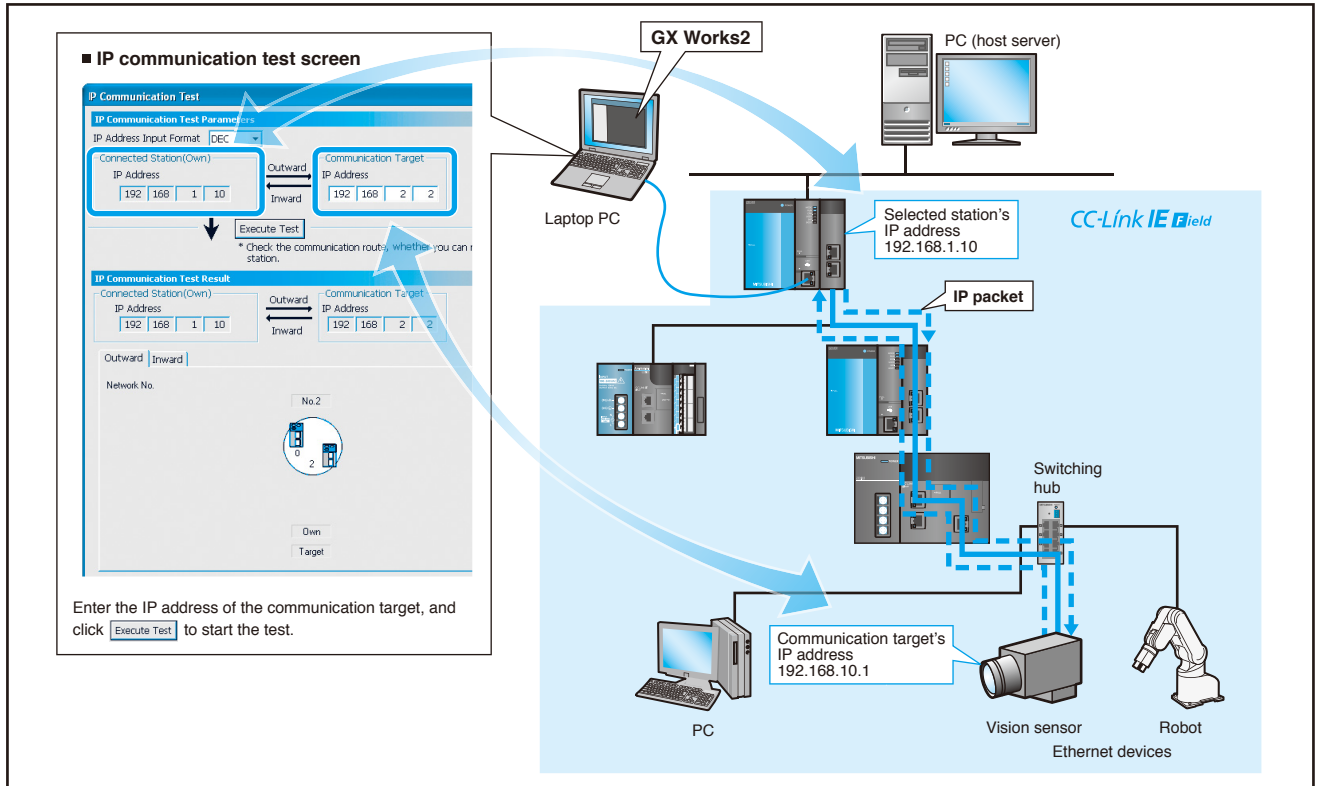 ■ IP communication test screen
IP Communication Test
IP Communication Test Parameters
IP Address Input Format DEC
Connected Station(Own)
IP Address
192 168 1 10
Outward
Inward
Communication Target
IP Address
192 168 2 2
Execute Test
* Check the communication route, whether you can
station.
IP Communication Test Result
Connected Station(Own)
IP Address
192 168 1 10
Outward
Inward
Communication Target
IP Address
192 168 2 2
Outward Inward
Network No.
No.2
0
2
Own
Target
Enter the IP address of the communication target, and
click Execute Test to start the test.
GX Works2
Laptop PC
PC (host server)
CC-Link IE Field
Selected station's
IP address
192.168.1.10
IP packet
Switching
hub
Communication target's
IP address
192.168.10.1
PC
Vision sensor
Robot
Ethernet devices